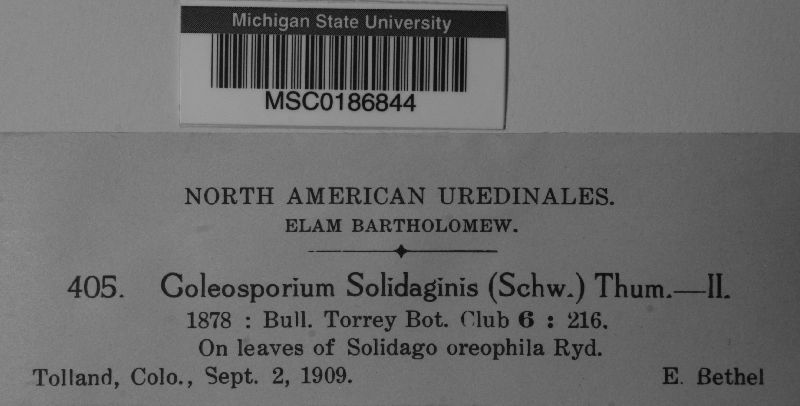 Michigan State University
MSC0186844
NORTH AMERICAN UREDINALES.
ELAM BARTHOLOMEW.
405. Coleosporium Solidaginis (Schw.) Thum.—II.
1878 : Bull. Torrey Bot. Club 6 : 216.
On leaves of Solidago oreophila Ryd.
Tolland, Colo., Sept. 2, 1909. E. Bethel